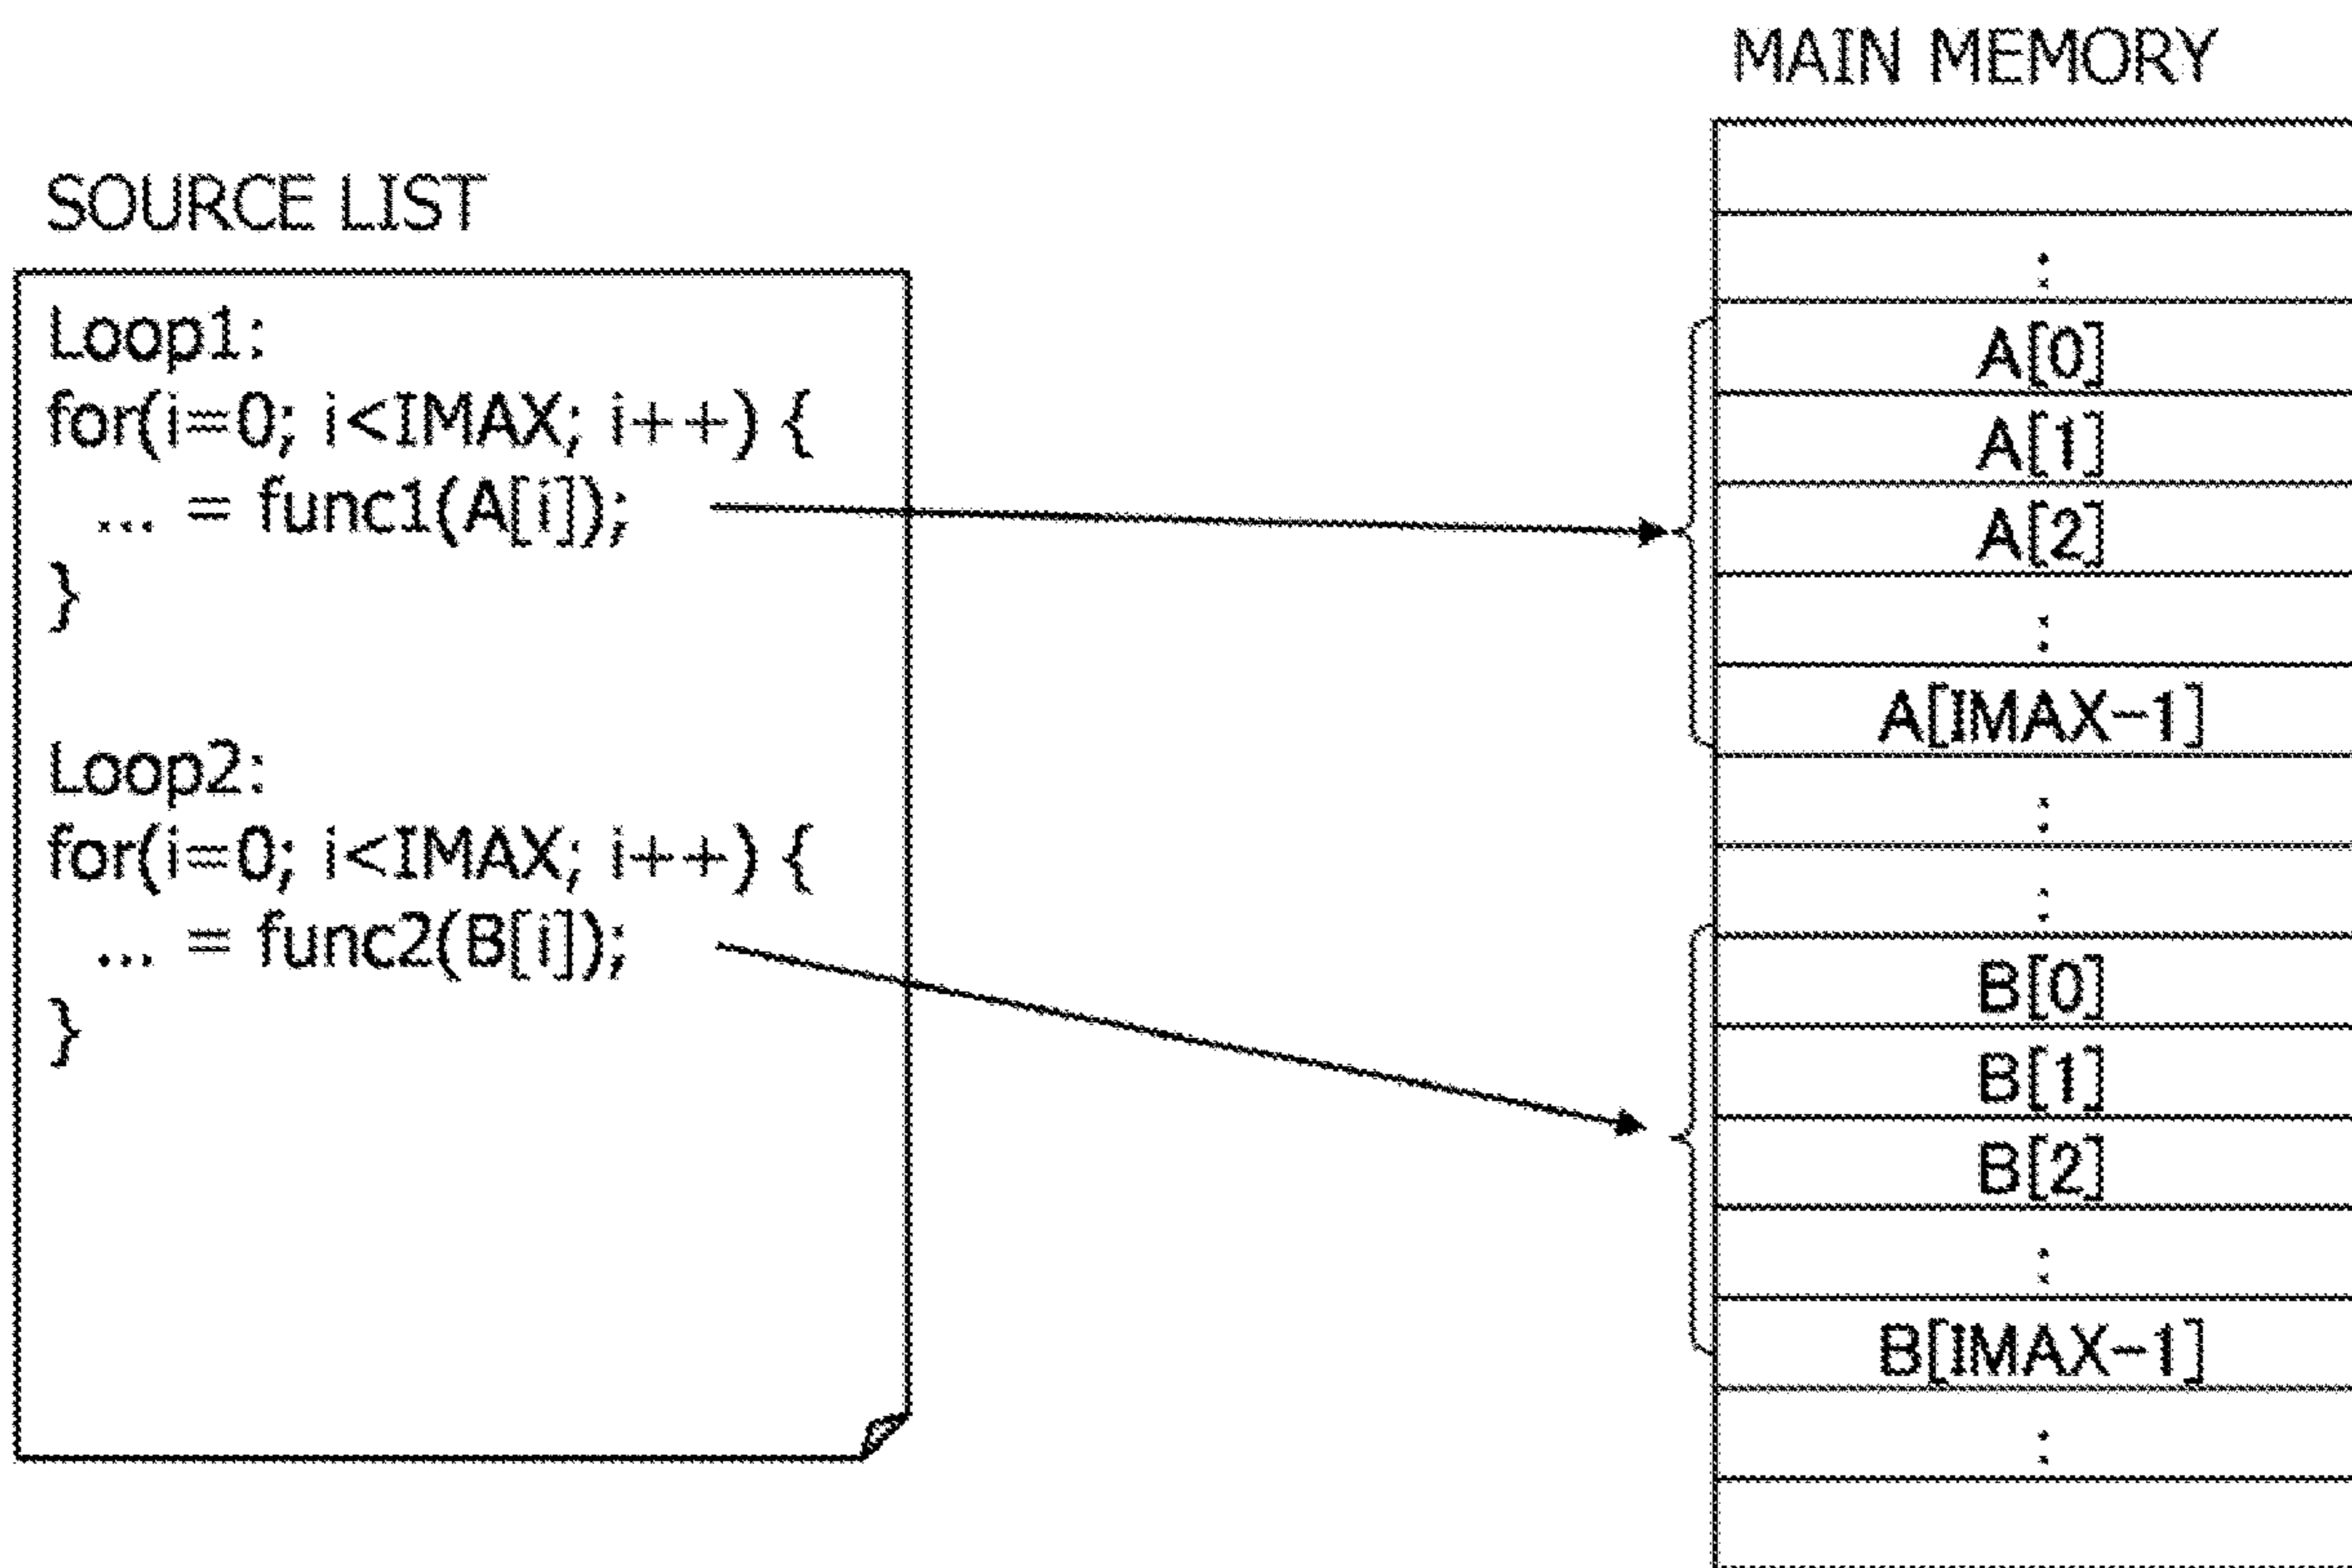 SOURCE LIST
Loop1:
for(i=0; i<IMAX; i++) {
... = func1(A[i]);
}
Loop2:
for(i=0; i<IMAX; i++) {
... = func2(B[i]);
}
MAIN MEMORY
:
A[0]
A[1]
A[2]
:
A[IMAX-1]
:
:
B[0]
B[1]
B[2]
:
B[IMAX-1]
: